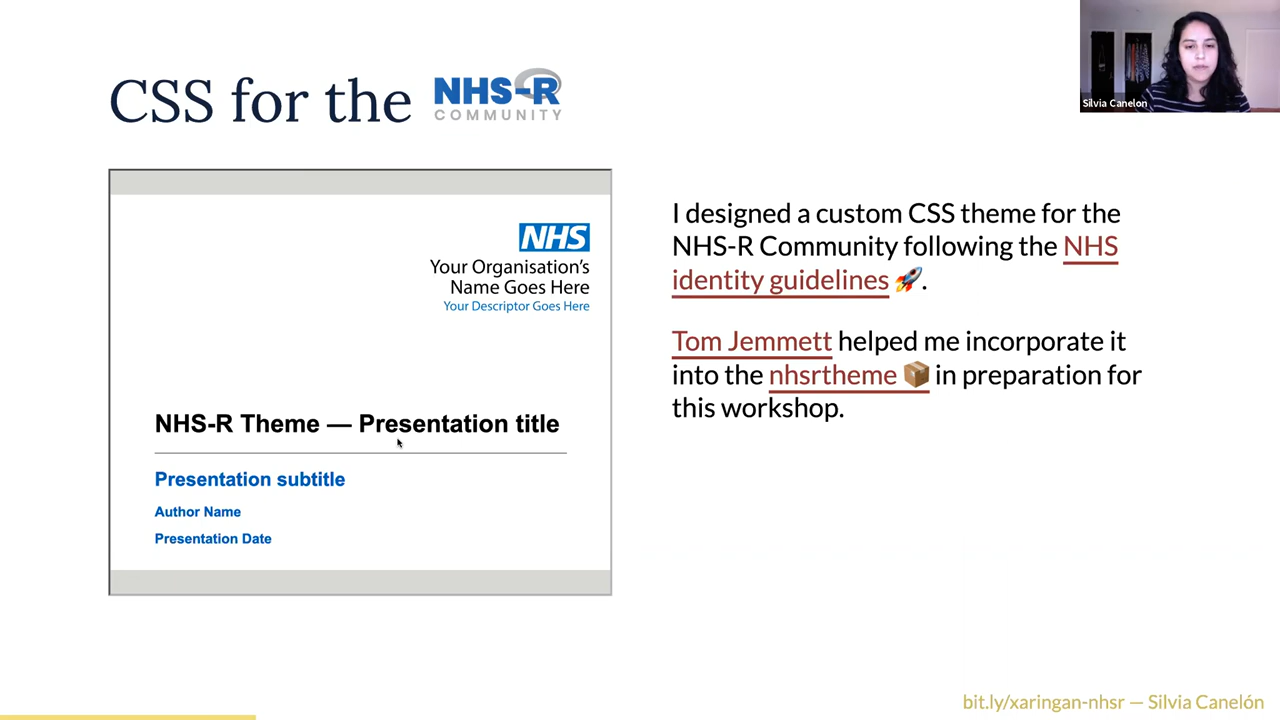 CSS for the NHS-R
COMMUNITY
Silvia Canelon
NHS
Your Organisation's
Name Goes Here
Your Descriptor Goes Here
NHS-R Theme — Presentation title
Presentation subtitle
Author Name
Presentation Date
I designed a custom CSS theme for the
NHS-R Community following the NHS
identity guidelines 🚀.
Tom Jemmett helped me incorporate it
into the nhsrtheme 📦 in preparation for
this workshop.
bit.ly/xaringan-nhsr — Silvia Canelón